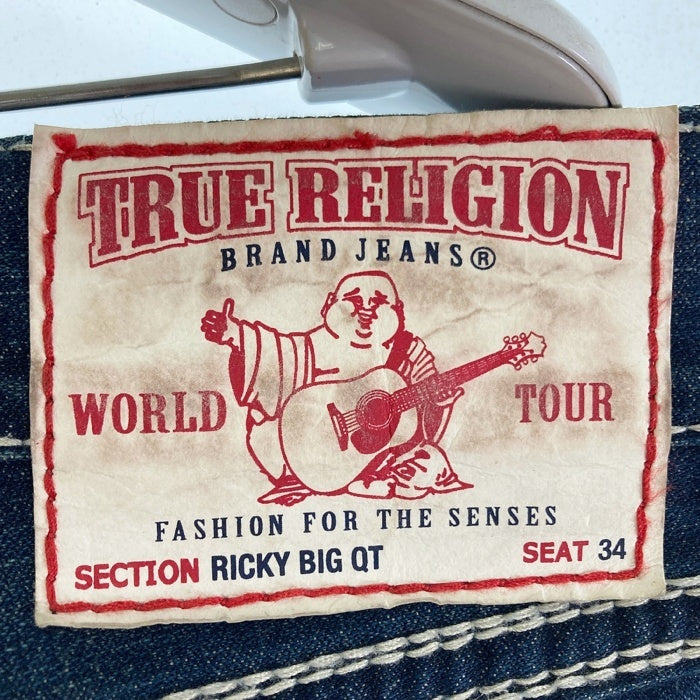 TRUE RELIGION
BRAND JEANS®
WORLD TOUR
FASHION FOR THE SENSES
SECTION RICKY BIG QT SEAT 34